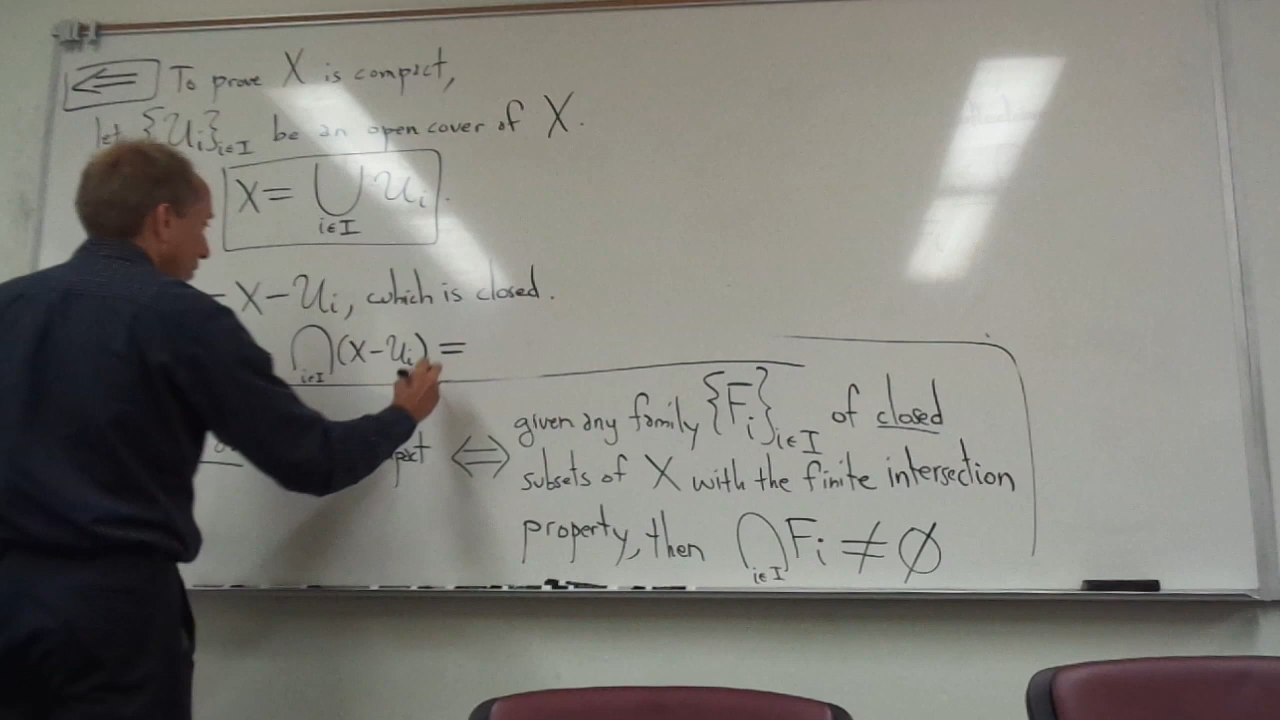 ⇐ To prove X is compact,
let {Uᵢ}ᵢ∈I be an open cover of X.
X = ⋃ᵢ∈I Uᵢ.
X − Uᵢ, which is closed.
⋂ᵢ∈I (X − Uᵢ) =
⇔ given any family {Fᵢ}ᵢ∈I of closed
subsets of X with the finite intersection
property, then ⋂ᵢ∈I Fᵢ ≠ ∅